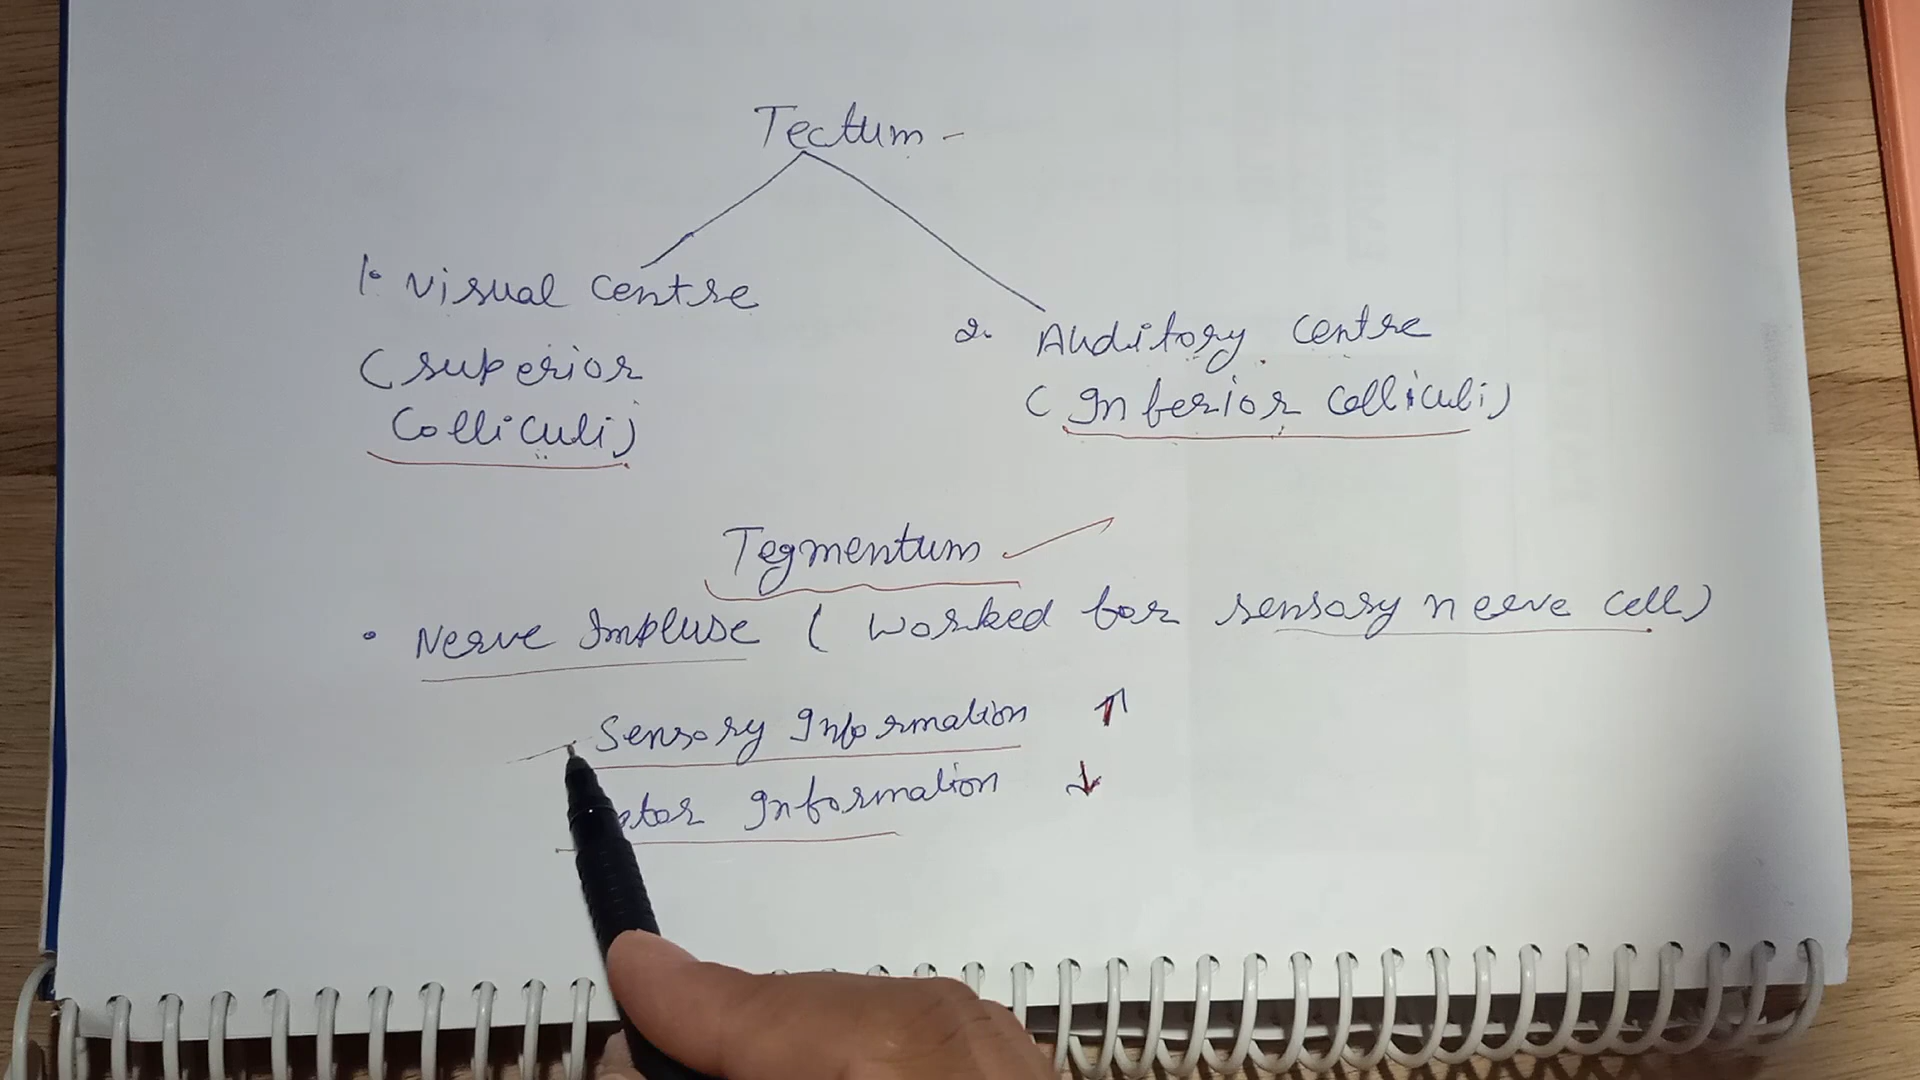 Tectum -
1. Visual Centre
(Superior
Colliculi)
2. Auditory Centre
(Inferior Colliculi)
Tegmentum
• Nerve Impluse (Worked for sensory nerve cell)
Sensory Information ↑
Information ↓